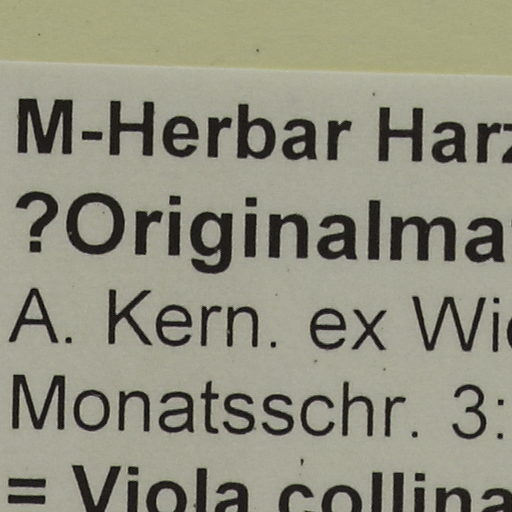 M-Herbar Harz
?Originalma
A. Kern. ex Wi
Monatsschr. 3:
= Viola collina